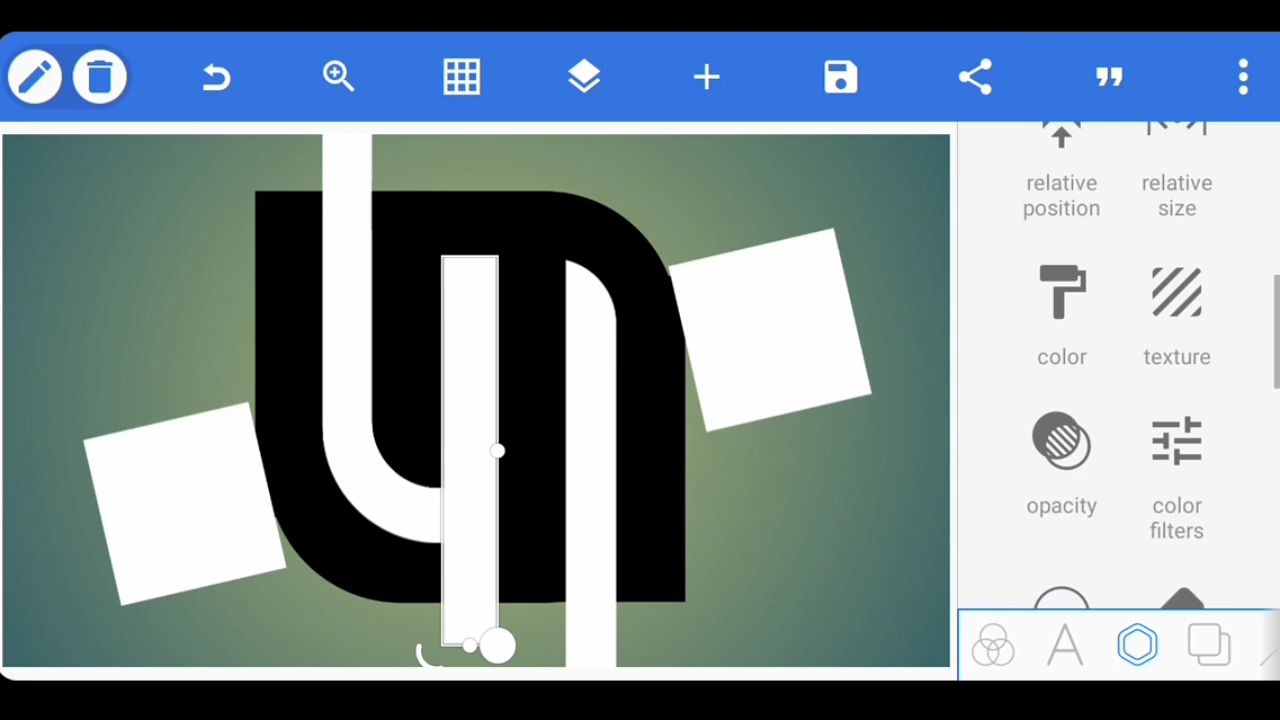 relative
position
relative
size
color
texture
opacity
color
filters